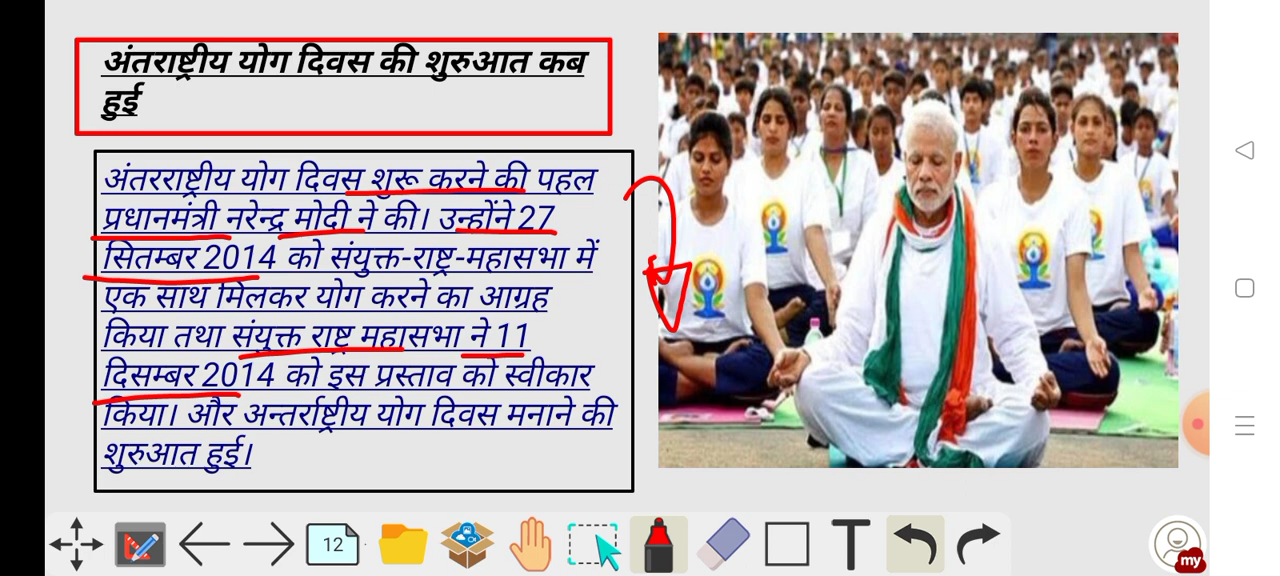 अंतराष्ट्रीय योग दिवस की शुरुआत कब
हुई
अंतरराष्ट्रीय योग दिवस शुरू करने की पहल
प्रधानमंत्री नरेन्द्र मोदी ने की। उन्होंने 27
सितम्बर 2014 को संयुक्त-राष्ट्र-महासभा में
एक साथ मिलकर योग करने का आग्रह
किया तथा संयुक्त राष्ट्र महासभा ने 11
दिसम्बर 2014 को इस प्रस्ताव को स्वीकार
किया। और अन्तर्राष्ट्रीय योग दिवस मनाने की
शुरुआत हुई।
12
T
my